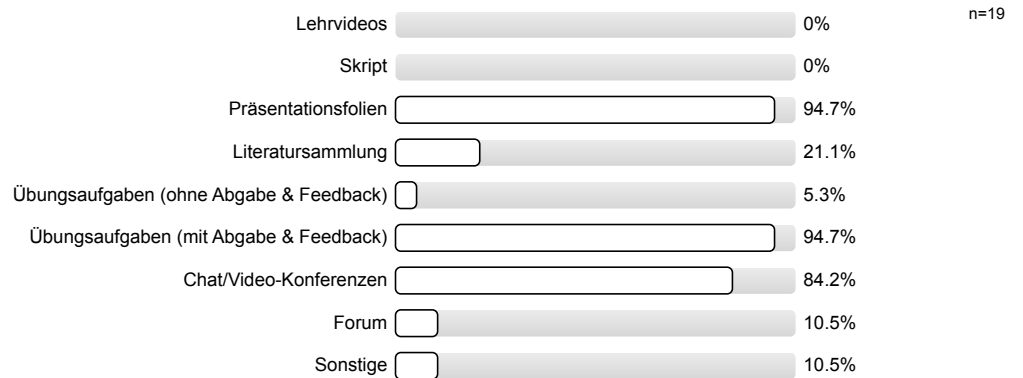 n=19
Lehrvideos 0%
Skript 0%
Präsentationsfolien 94.7%
Literatursammlung 21.1%
Übungsaufgaben (ohne Abgabe & Feedback) 5.3%
Übungsaufgaben (mit Abgabe & Feedback) 94.7%
Chat/Video-Konferenzen 84.2%
Forum 10.5%
Sonstige 10.5%